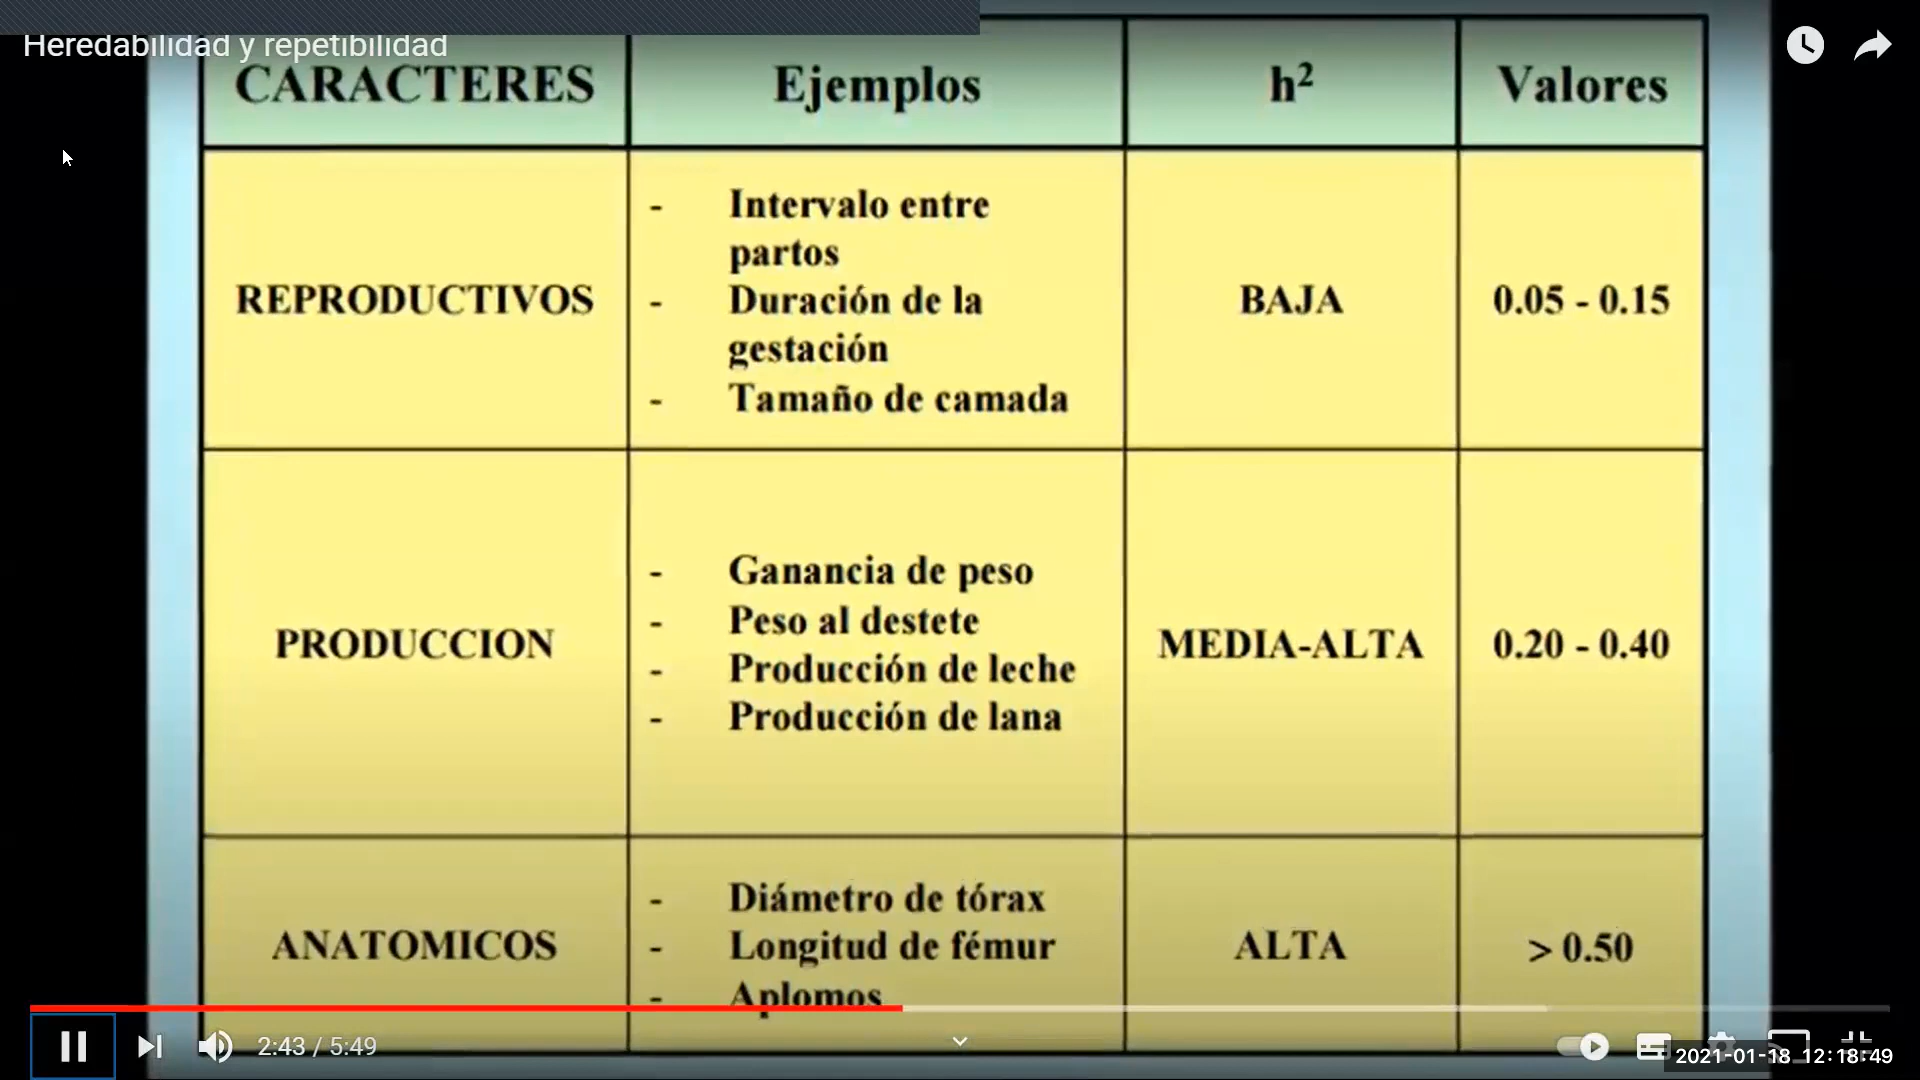 Heredabilidad y repetibilidad
CARACTERES
Ejemplos
h²
Valores
REPRODUCTIVOS
- Intervalo entre
partos
- Duración de la
gestación
- Tamaño de camada
BAJA
0.05 - 0.15
PRODUCCION
- Ganancia de peso
- Peso al destete
- Producción de leche
- Producción de lana
MEDIA-ALTA
0.20 - 0.40
ANATOMICOS
- Diámetro de tórax
- Longitud de fémur
- Aplomos
ALTA
> 0.50
2:43 / 5:49
2021-01-18 12:18:49